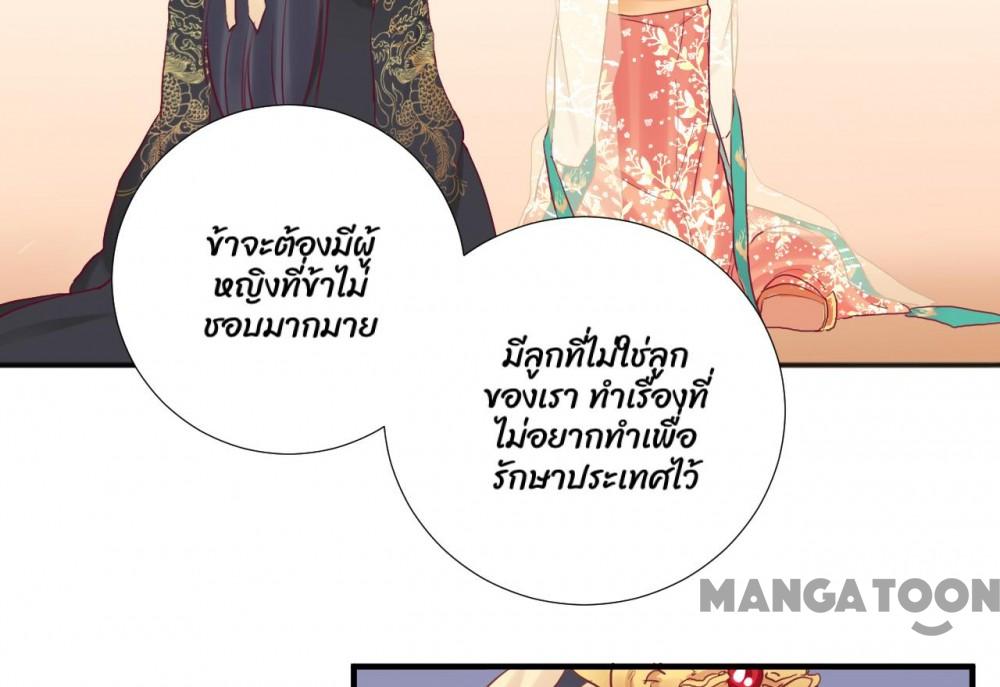 ข้าจะต้องมีผู้
หญิงที่ข้าไม่
ชอบมากมาย
มีลูกที่ไม่ใช่ลูก
ของเรา ทำเรื่องที่
ไม่อยากทำเพื่อ
รักษาประเทศไว้
MANGATOON